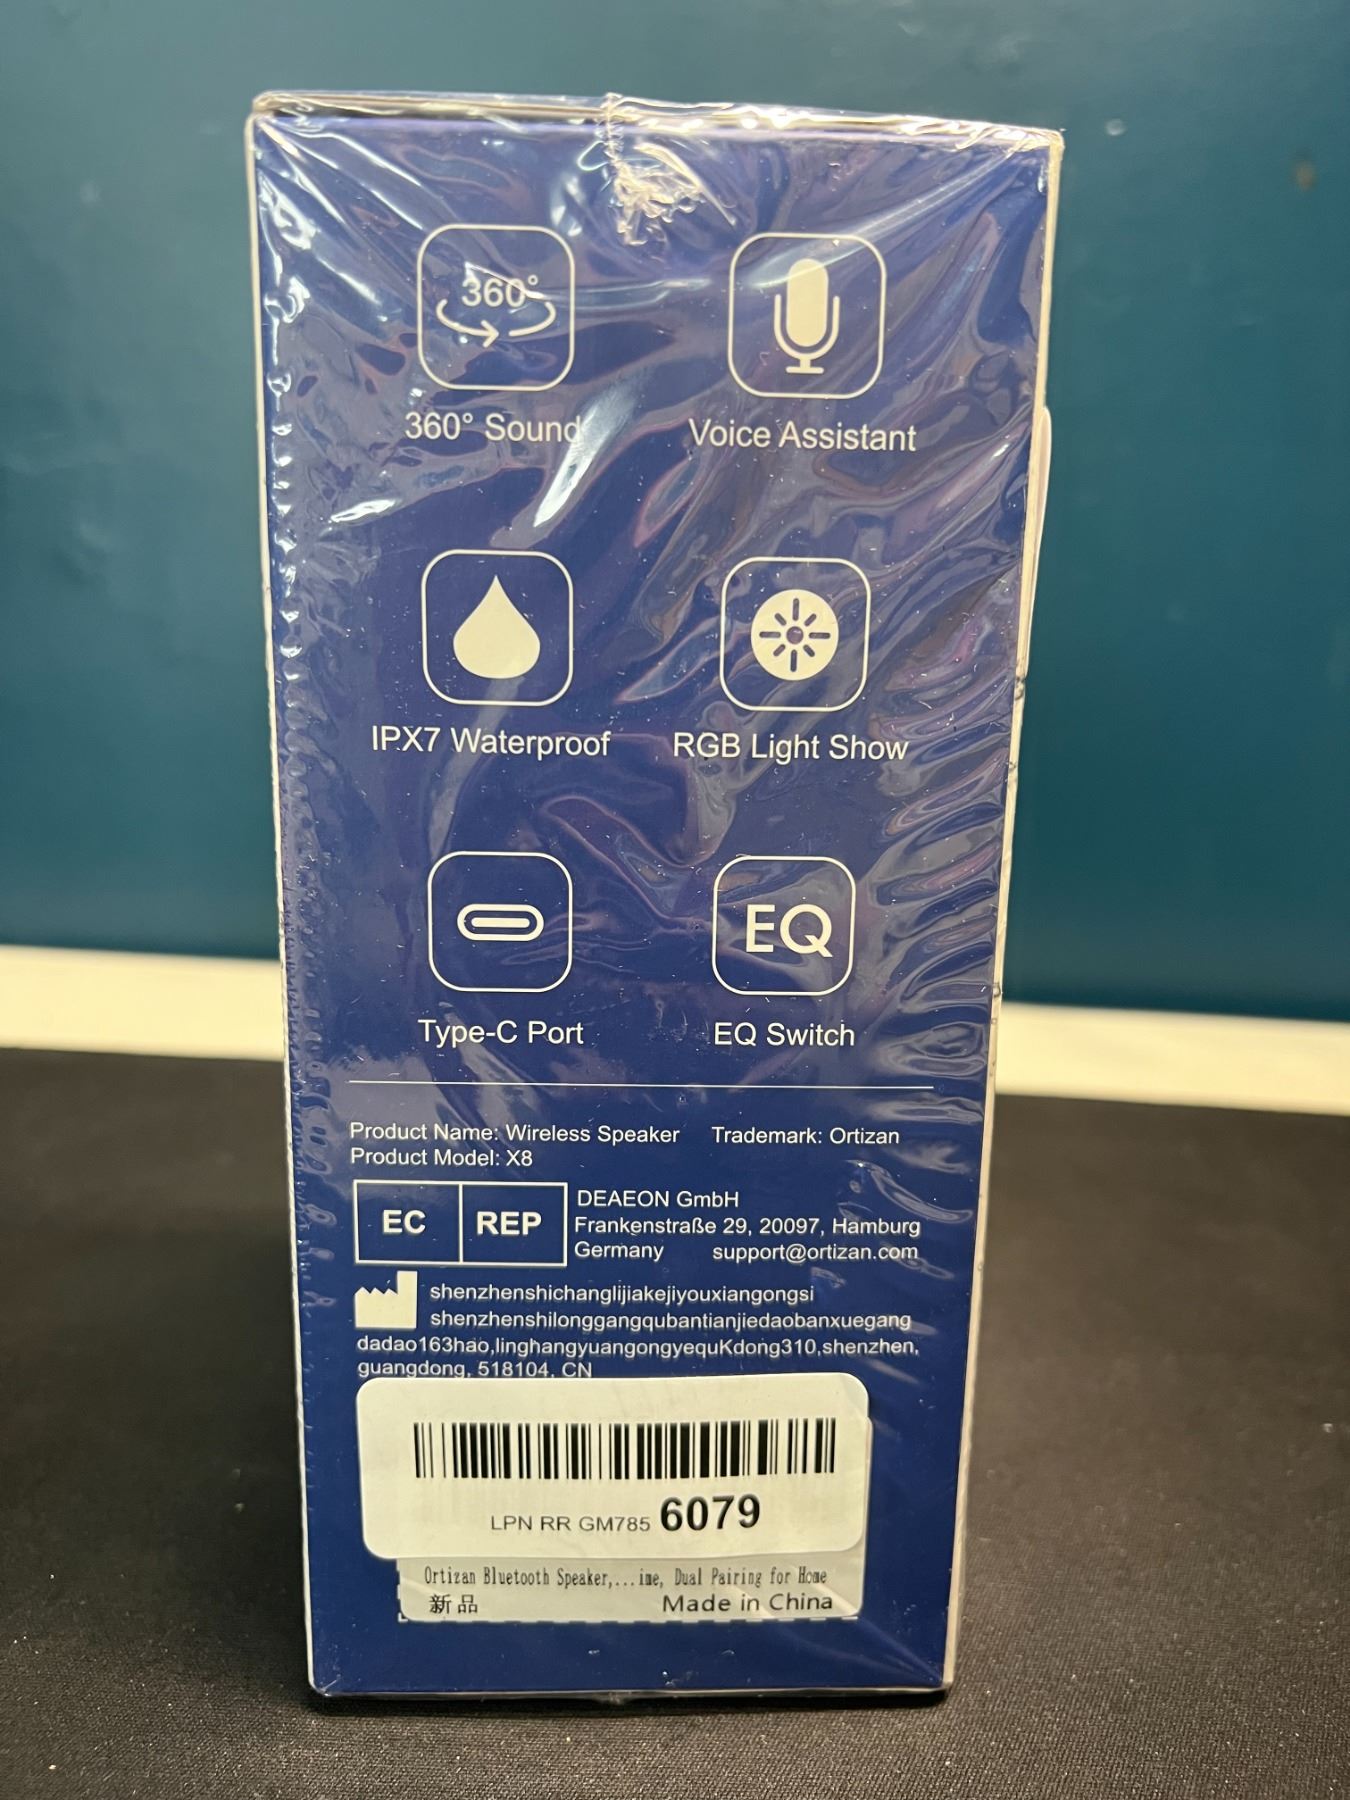 360°
360° Sound
Voice Assistant
IPX7 Waterproof
RGB Light Show
EQ
Type-C Port
EQ Switch
Product Name: Wireless Speaker Trademark: Ortizan
Product Model: X8
EC REP
DEAEON GmbH
Frankenstraße 29, 20097, Hamburg
Germany support@ortizan.com
shenzhenshichanglijiakejiyouxiangongsi
shenzhenshilonggangqubantianjiedaobanxuegang
dadao163hao,linghangyuangongyequKdong310,shenzhen,
guangdong, 518104, CN
LPN RR GM785 6079
Ortizan Bluetooth Speaker,...ime, Dual Pairing for Home
新品 Made in China